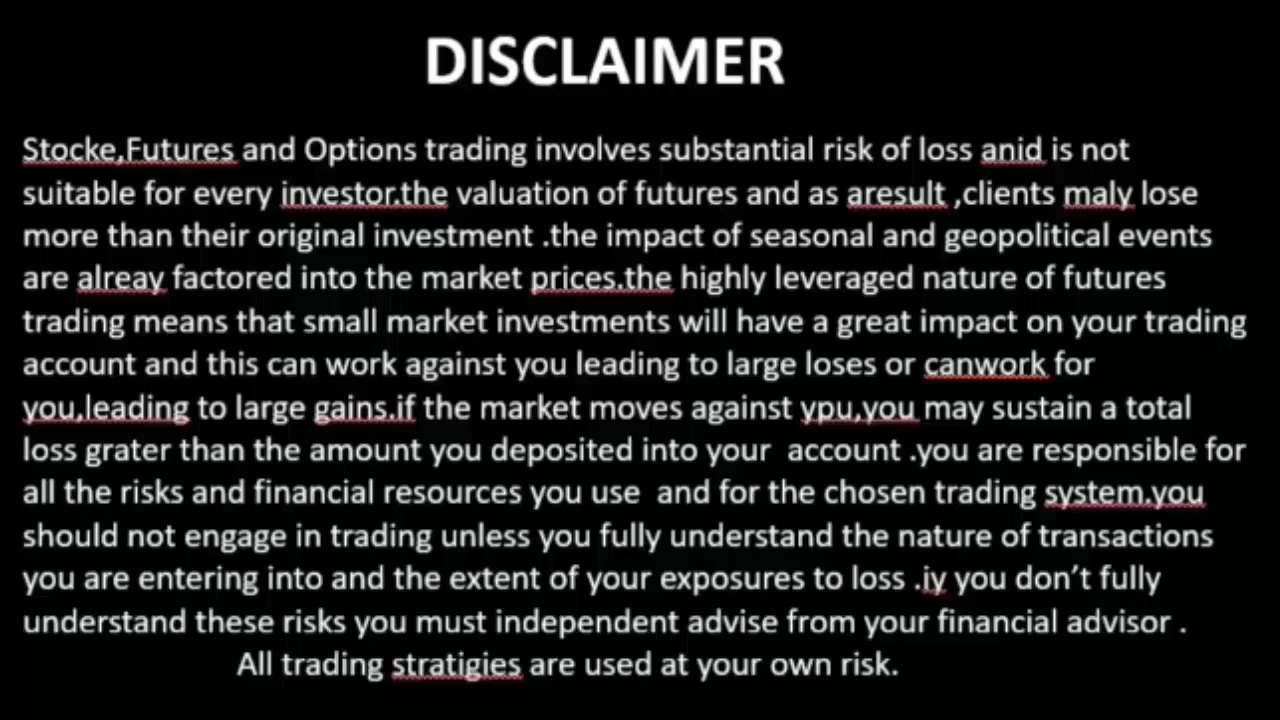 DISCLAIMER
Stocke,Futures and Options trading involves substantial risk of loss anid is not
suitable for every investor.the valuation of futures and as aresult ,clients maly lose
more than their original investment .the impact of seasonal and geopolitical events
are alreay factored into the market prices.the highly leveraged nature of futures
trading means that small market investments will have a great impact on your trading
account and this can work against you leading to large loses or canwork for
you,leading to large gains.if the market moves against ypu,you may sustain a total
loss grater than the amount you deposited into your  account .you are responsible for
all the risks and financial resources you use  and for the chosen trading system.you
should not engage in trading unless you fully understand the nature of transactions
you are entering into and the extent of your exposures to loss .iy you don’t fully
understand these risks you must independent advise from your financial advisor .
All trading stratigies are used at your own risk.